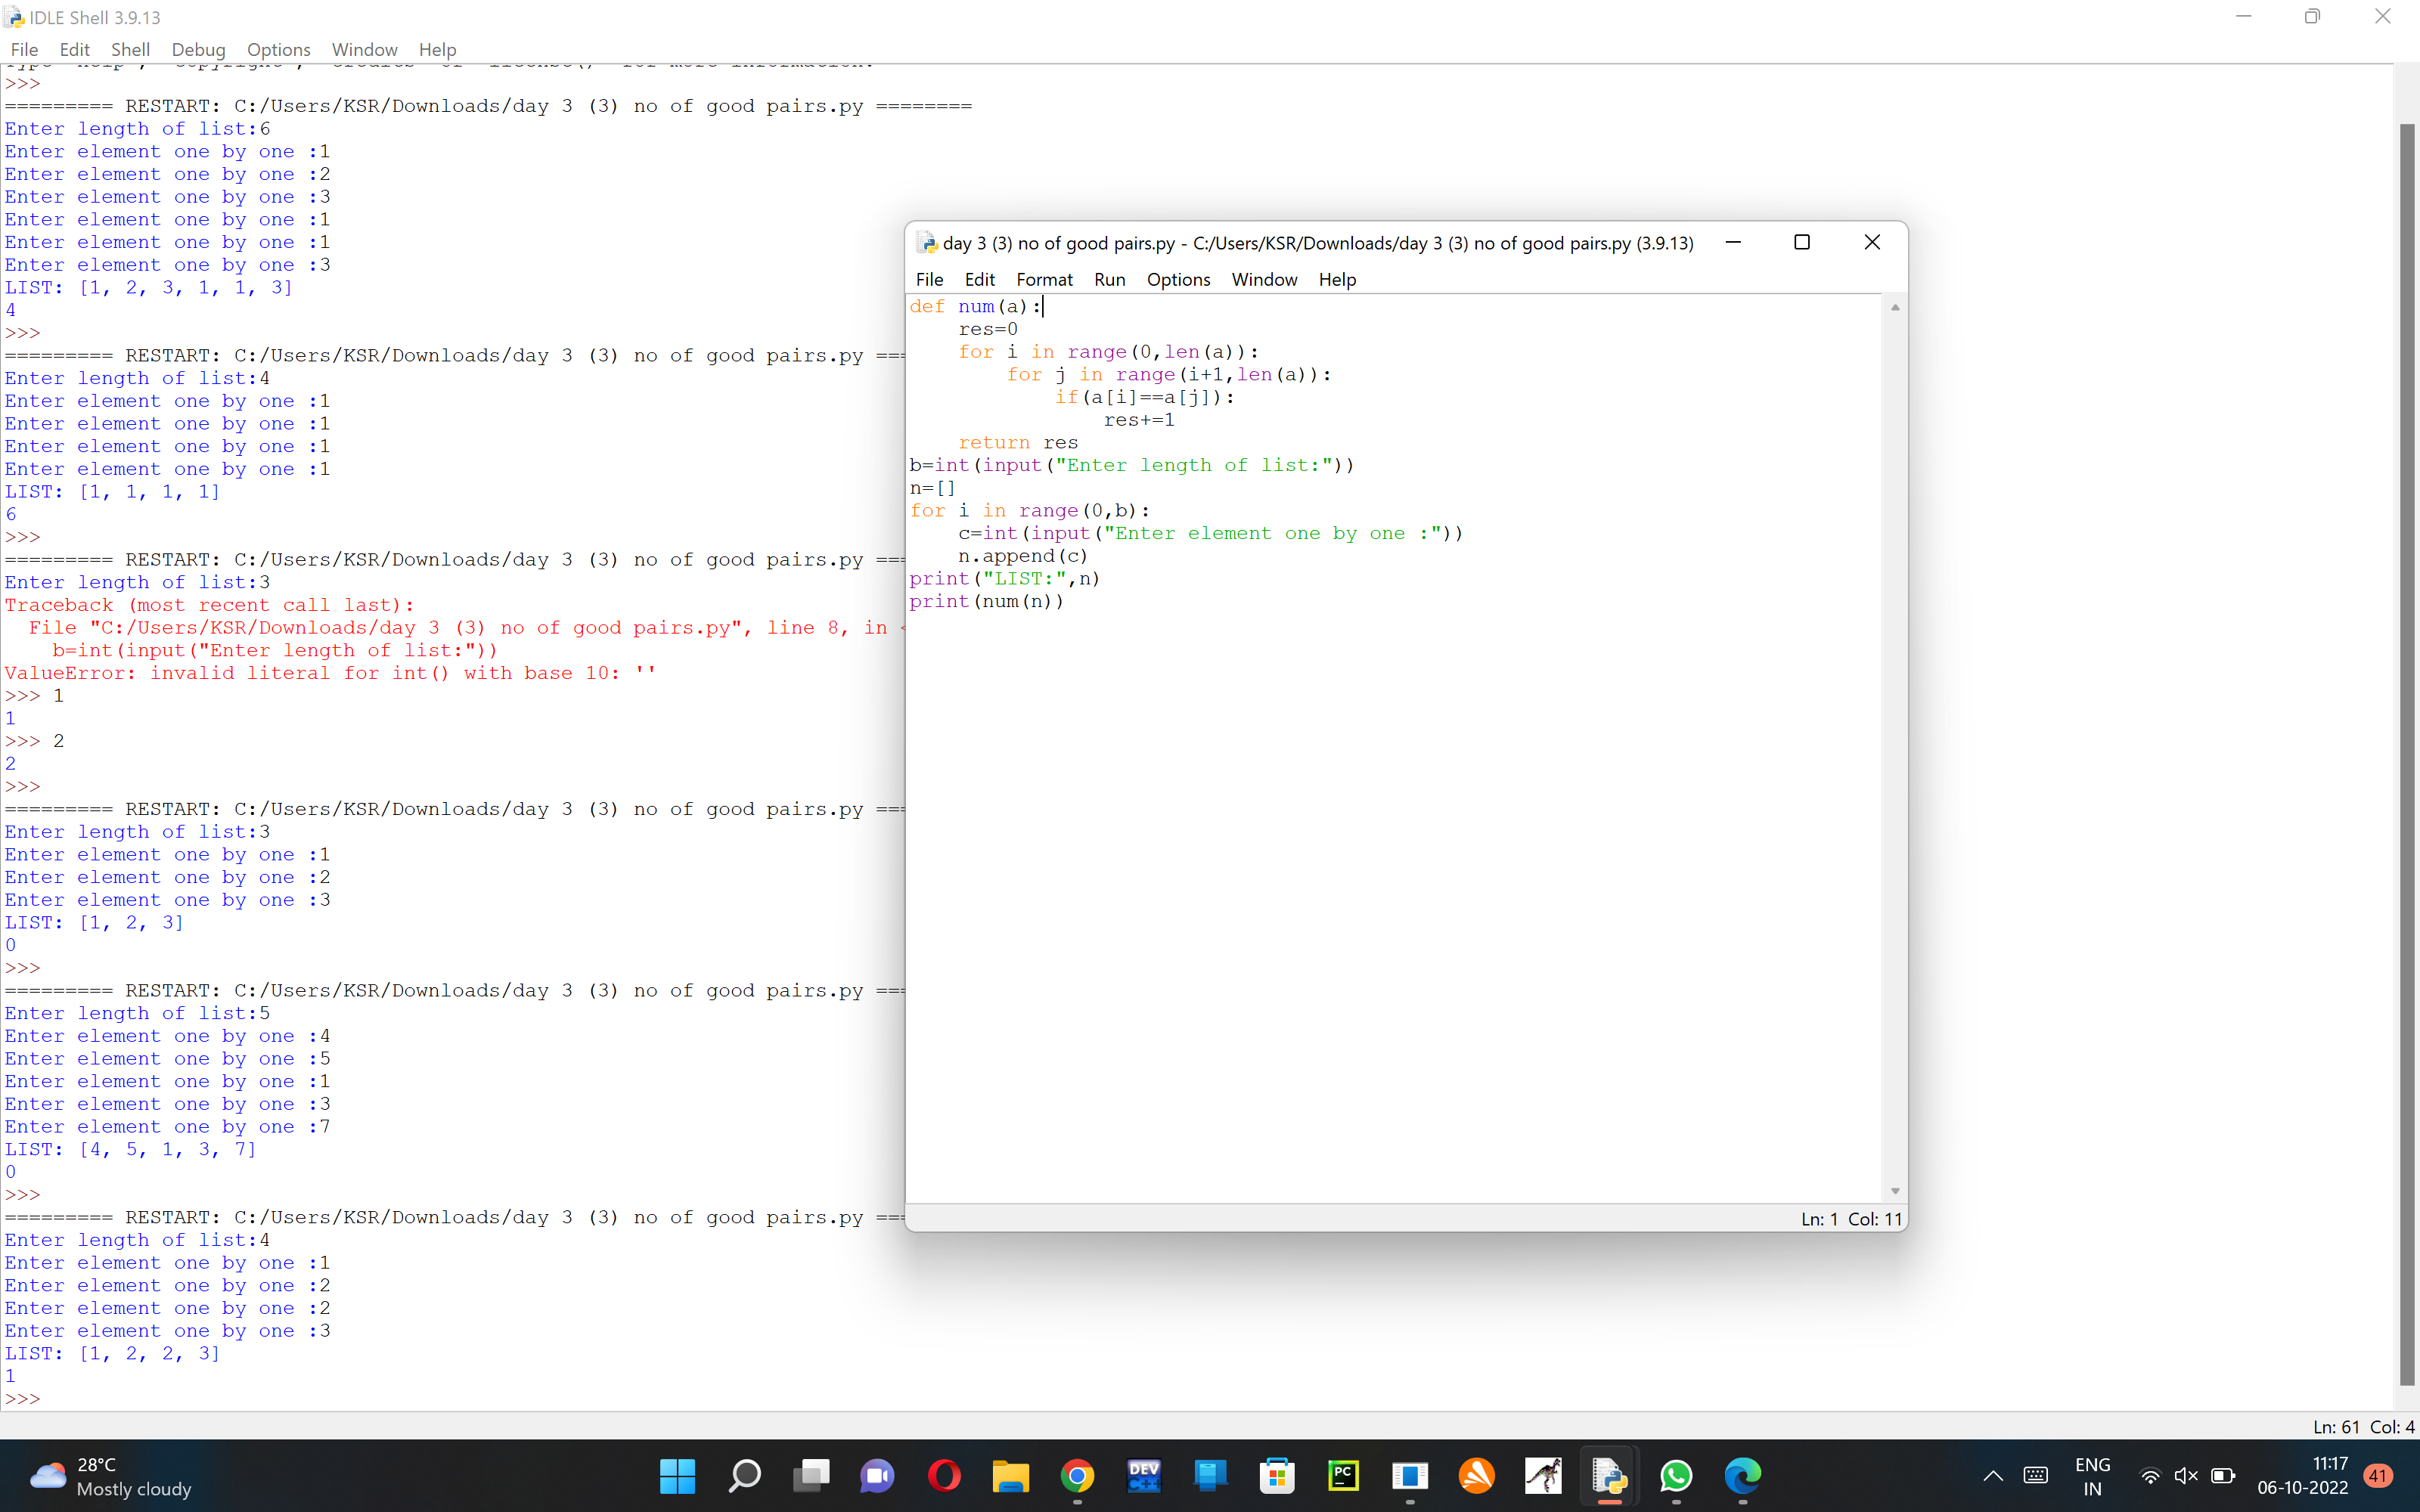 IDLE Shell 3.9.13
File Edit Shell Debug Options Window Help
>>>
========= RESTART: C:/Users/KSR/Downloads/day 3 (3) no of good pairs.py ========
Enter length of list:6
Enter element one by one :1
Enter element one by one :2
Enter element one by one :3
Enter element one by one :1
Enter element one by one :1
Enter element one by one :3
LIST: [1, 2, 3, 1, 1, 3]
4
>>>
========= RESTART: C:/Users/KSR/Downloads/day 3 (3) no of good pairs.py ===
Enter length of list:4
Enter element one by one :1
Enter element one by one :1
Enter element one by one :1
Enter element one by one :1
LIST: [1, 1, 1, 1]
6
>>>
========= RESTART: C:/Users/KSR/Downloads/day 3 (3) no of good pairs.py ===
Enter length of list:3
Traceback (most recent call last):
  File "C:/Users/KSR/Downloads/day 3 (3) no of good pairs.py", line 8, in <
    b=int(input("Enter length of list:"))
ValueError: invalid literal for int() with base 10: ''
>>> 1
1
>>> 2
2
>>>
========= RESTART: C:/Users/KSR/Downloads/day 3 (3) no of good pairs.py ===
Enter length of list:3
Enter element one by one :1
Enter element one by one :2
Enter element one by one :3
LIST: [1, 2, 3]
0
>>>
========= RESTART: C:/Users/KSR/Downloads/day 3 (3) no of good pairs.py ===
Enter length of list:5
Enter element one by one :4
Enter element one by one :5
Enter element one by one :1
Enter element one by one :3
Enter element one by one :7
LIST: [4, 5, 1, 3, 7]
0
>>>
========= RESTART: C:/Users/KSR/Downloads/day 3 (3) no of good pairs.py ===
Enter length of list:4
Enter element one by one :1
Enter element one by one :2
Enter element one by one :2
Enter element one by one :3
LIST: [1, 2, 2, 3]
1
>>>
day 3 (3) no of good pairs.py - C:/Users/KSR/Downloads/day 3 (3) no of good pairs.py (3.9.13)
File Edit Format Run Options Window Help
def num(a):
    res=0
    for i in range(0,len(a)):
        for j in range(i+1,len(a)):
            if(a[i]==a[j]):
                res+=1
    return res
b=int(input("Enter length of list:"))
n=[]
for i in range(0,b):
    c=int(input("Enter element one by one :"))
    n.append(c)
print("LIST:",n)
print(num(n))
Ln: 1 Col: 11
Ln: 61 Col: 4
28°C
Mostly cloudy
DEV
C++
PC
ENG
IN
11:17
06-10-2022
41